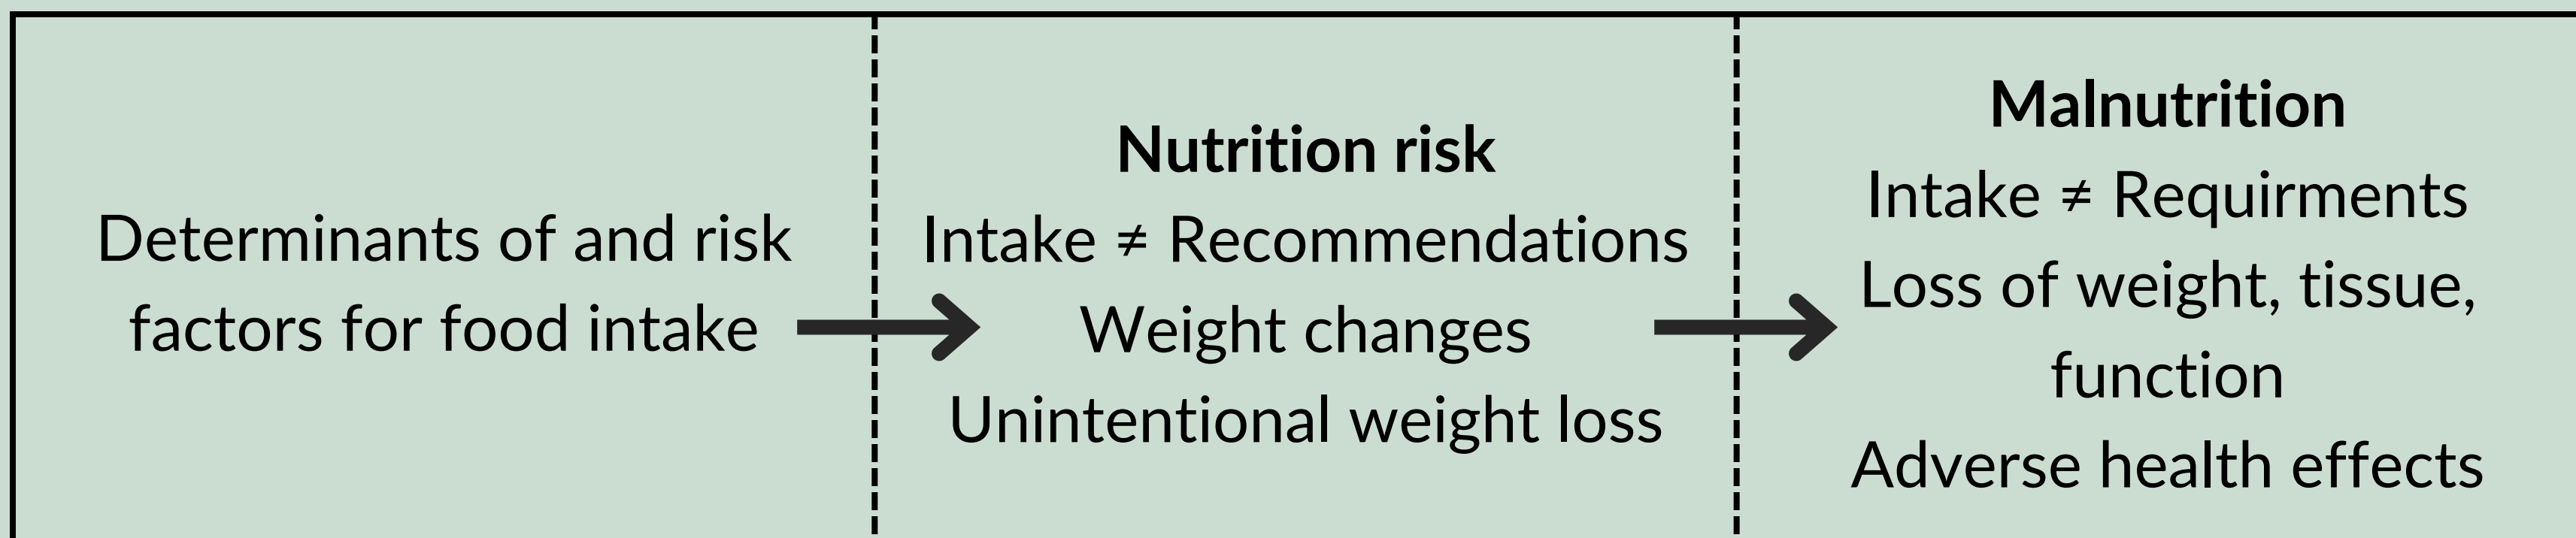 Determinants of and risk
factors for food intake
Nutrition risk
Intake ≠ Recommendations
Weight changes
Unintentional weight loss
Malnutrition
Intake ≠ Requirments
Loss of weight, tissue,
function
Adverse health effects